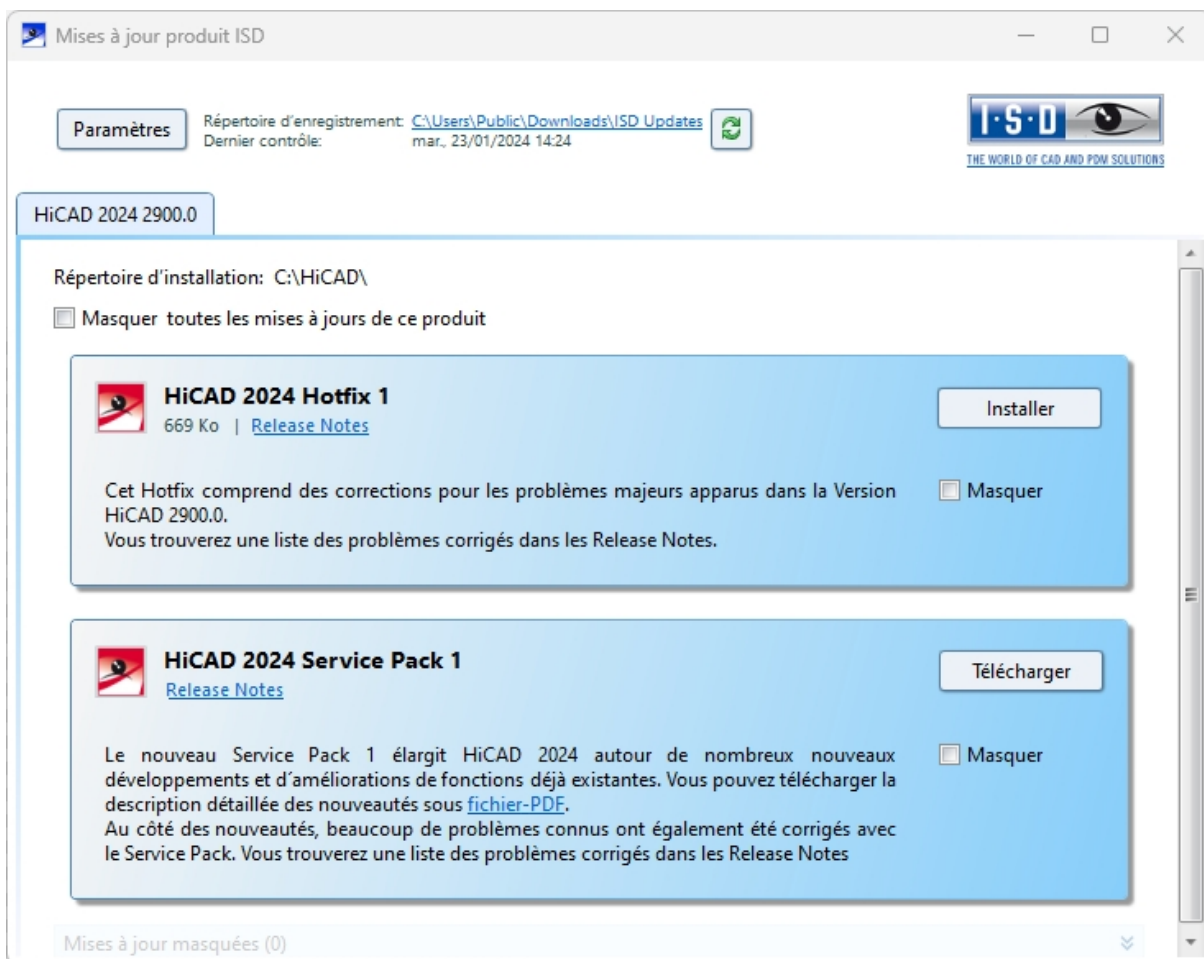 Mises à jour produit ISD
Paramètres
Répertoire d'enregistrement: C:\Users\Public\Downloads\ISD Updates
Dernier contrôle: mar., 23/01/2024 14:24
I·S·D
THE WORLD OF CAD AND PDM SOLUTIONS
HiCAD 2024 2900.0
Répertoire d'installation: C:\HiCAD\
Masquer toutes les mises à jours de ce produit
HiCAD 2024 Hotfix 1
Installer
669 Ko | Release Notes
Cet Hotfix comprend des corrections pour les problèmes majeurs apparus dans la Version
Masquer
HiCAD 2900.0.
Vous trouverez une liste des problèmes corrigés dans les Release Notes.
HiCAD 2024 Service Pack 1
Télécharger
Release Notes
Le nouveau Service Pack 1 élargit HiCAD 2024 autour de nombreux nouveaux
Masquer
développements et d´améliorations de fonctions déjà existantes. Vous pouvez télécharger la
description détaillée des nouveautés sous fichier-PDF.
Au côté des nouveautés, beaucoup de problèmes connus ont également été corrigés avec
le Service Pack. Vous trouverez une liste des problèmes corrigés dans les Release Notes
Mises à jour masquées (0)